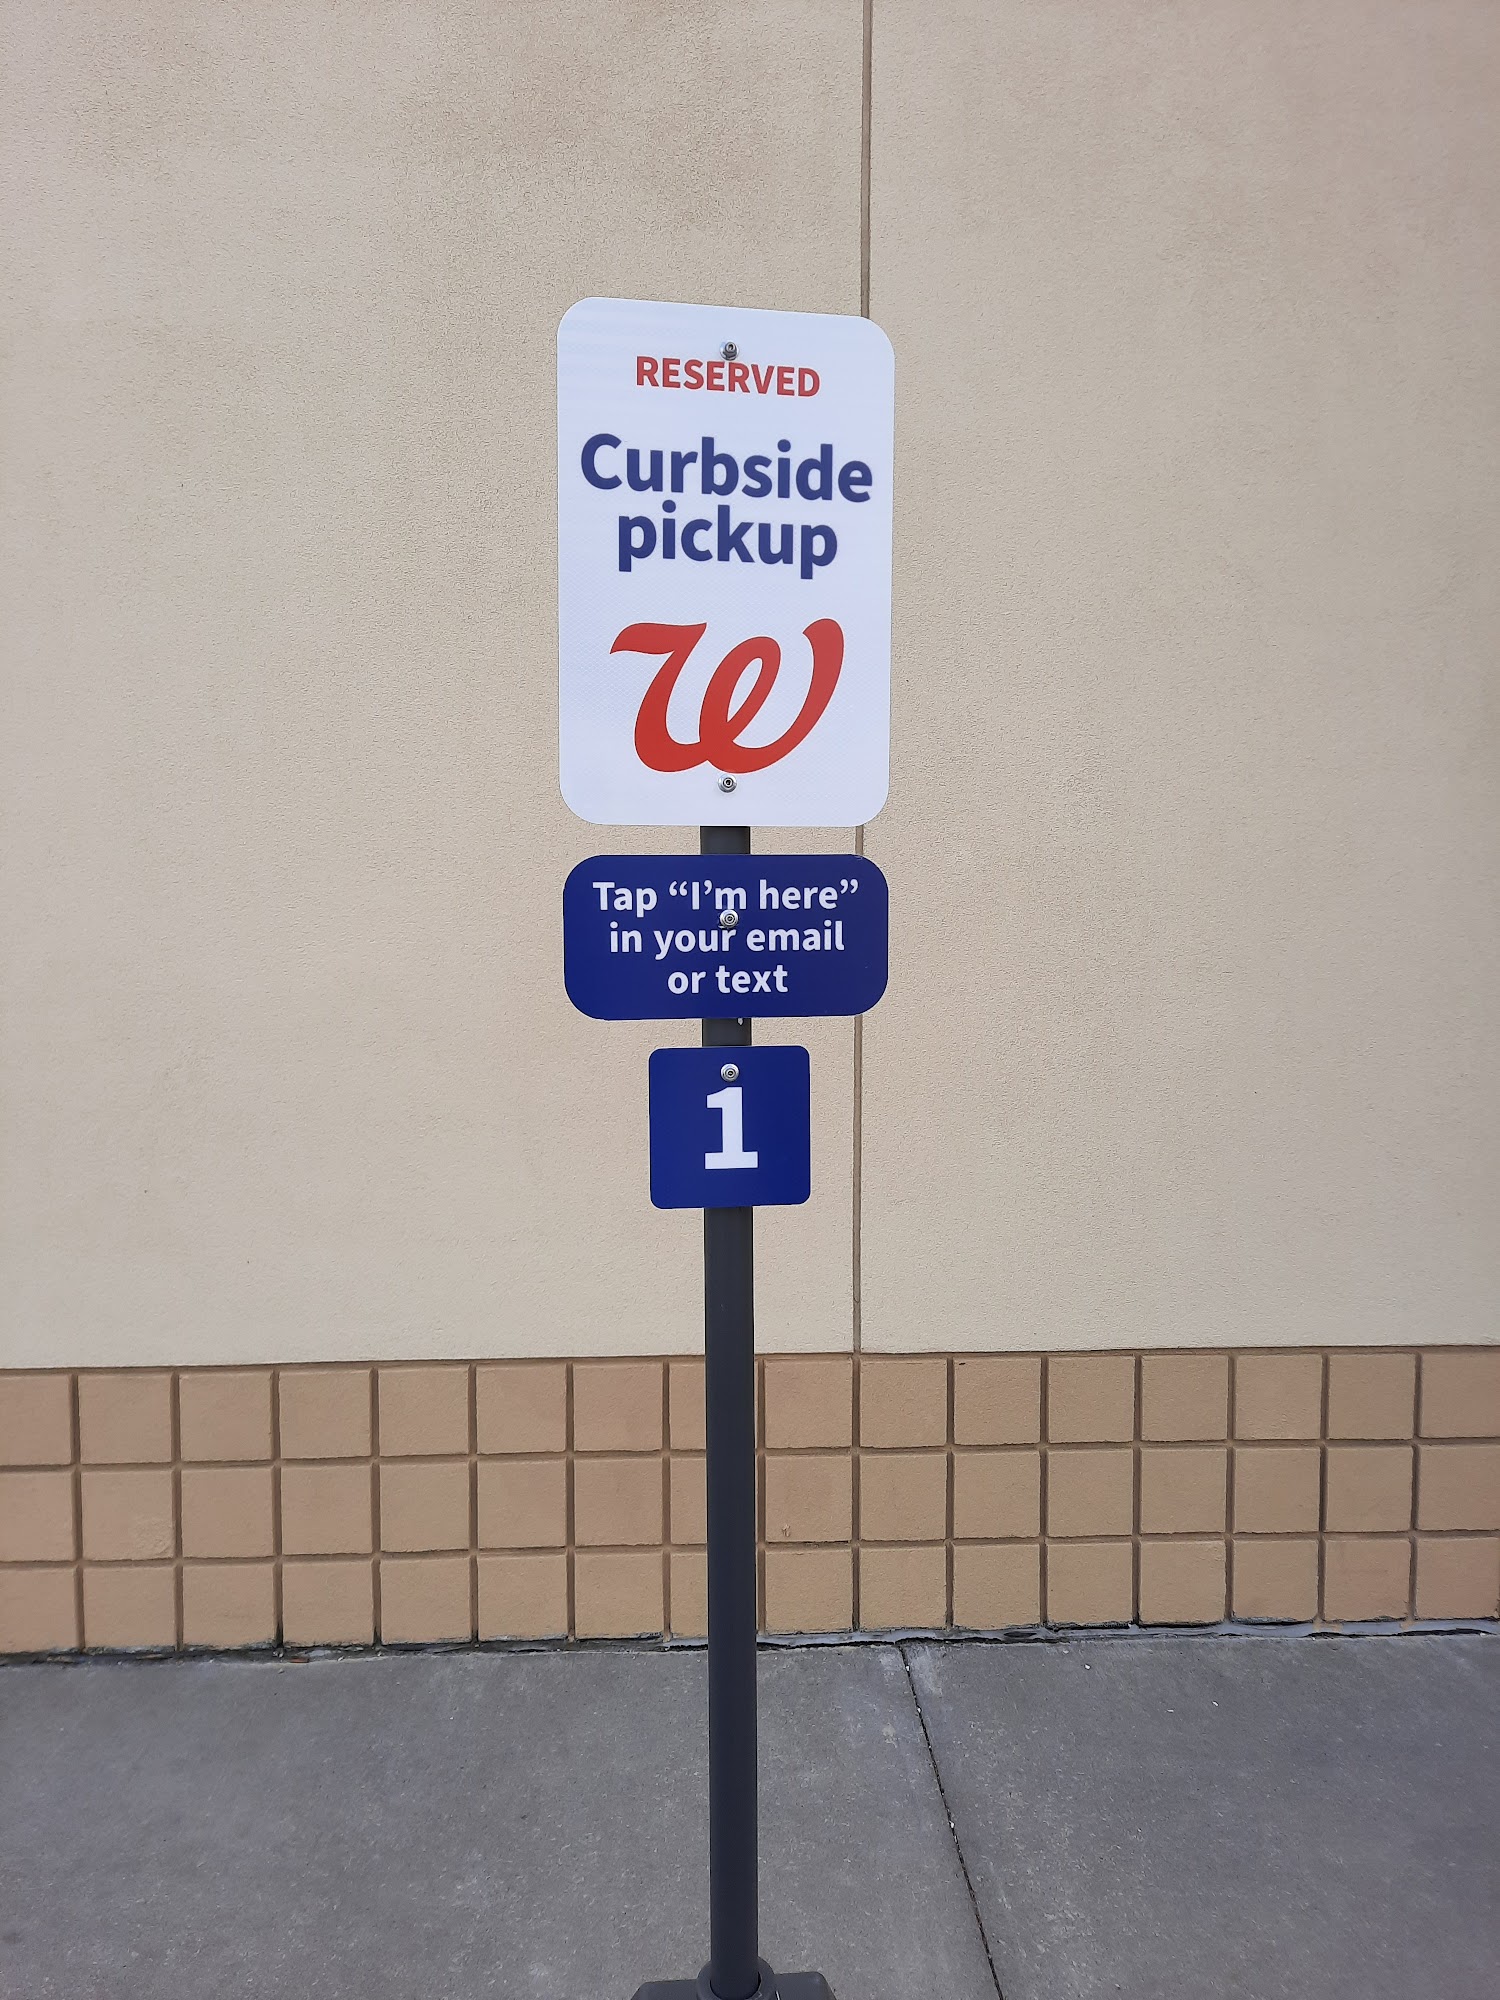 RESERVED
Curbside
pickup
W
Tap “I’m here”
in your email
or text
1